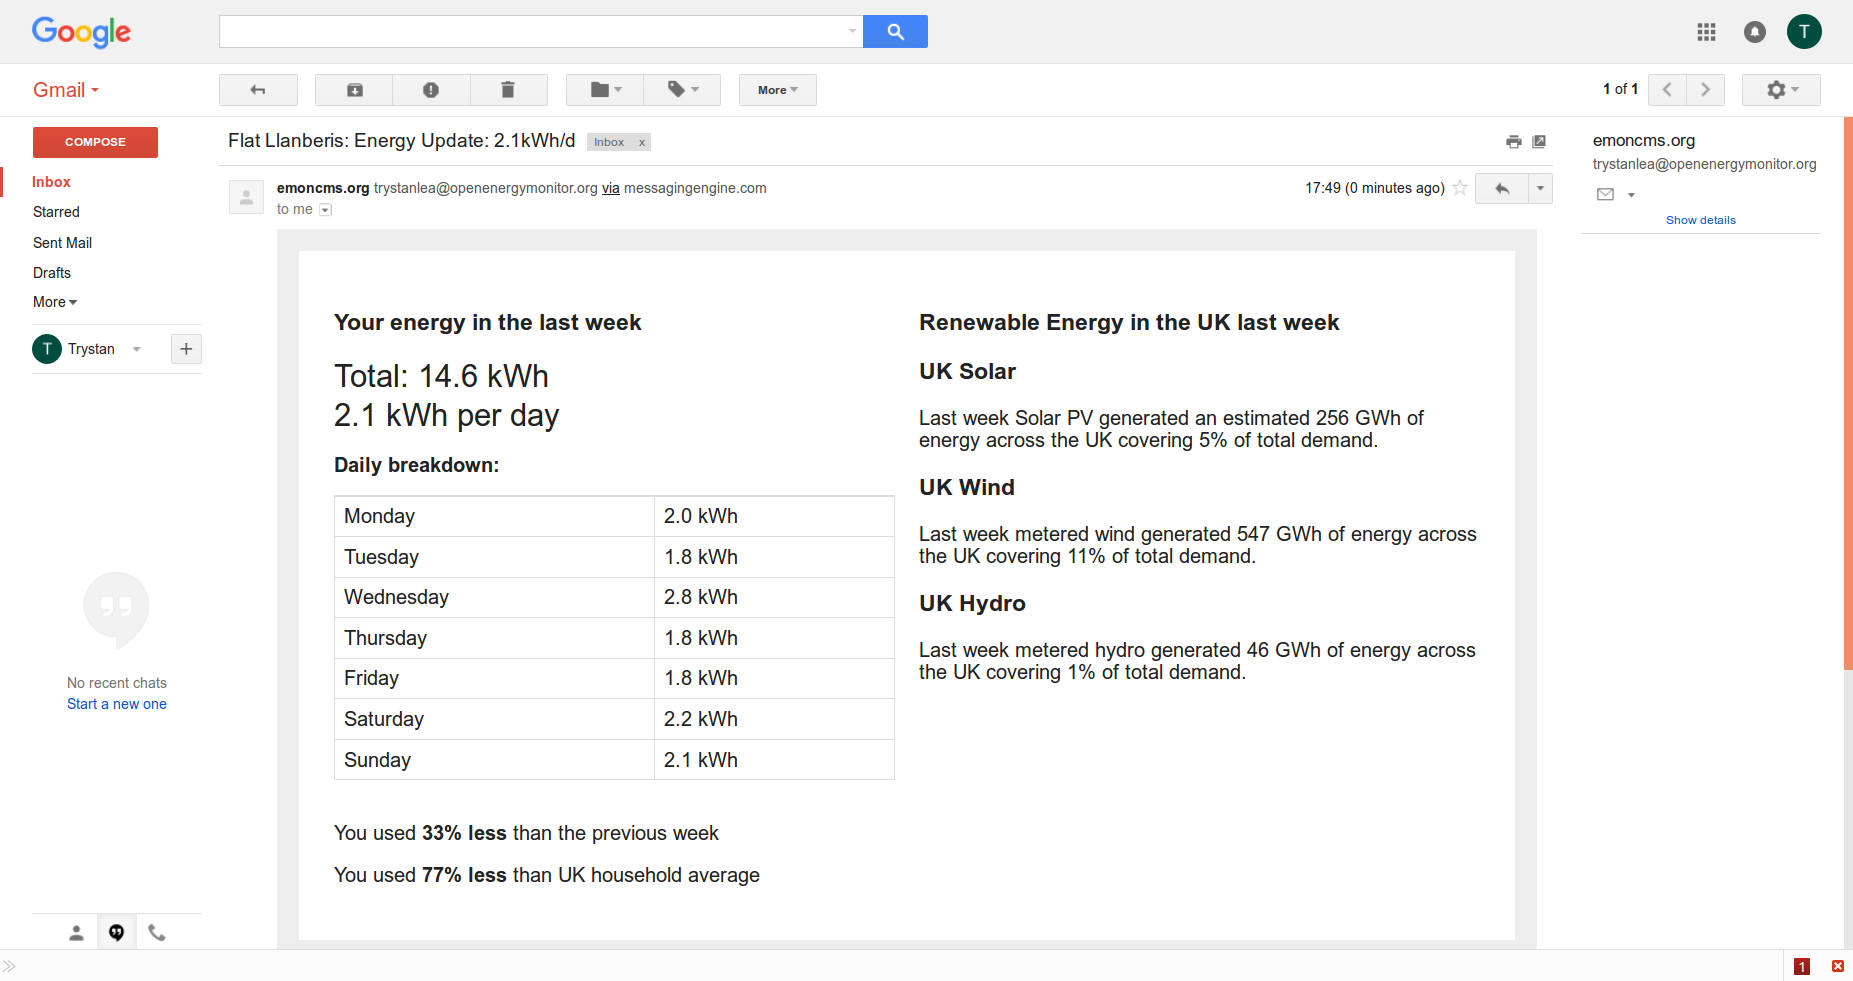 Google
T
Gmail
More
1 of 1
COMPOSE
Inbox
Starred
Sent Mail
Drafts
More
T Trystan +
No recent chats
Start a new one
Flat Llanberis: Energy Update: 2.1kWh/d Inbox x
emoncms.org trystanlea@openenergymonitor.org via messagingengine.com
to me
17:49 (0 minutes ago)
Your energy in the last week
Total: 14.6 kWh
2.1 kWh per day
Daily breakdown:
Monday 2.0 kWh
Tuesday 1.8 kWh
Wednesday 2.8 kWh
Thursday 1.8 kWh
Friday 1.8 kWh
Saturday 2.2 kWh
Sunday 2.1 kWh
You used 33% less than the previous week
You used 77% less than UK household average
Renewable Energy in the UK last week
UK Solar
Last week Solar PV generated an estimated 256 GWh of
energy across the UK covering 5% of total demand.
UK Wind
Last week metered wind generated 547 GWh of energy across
the UK covering 11% of total demand.
UK Hydro
Last week metered hydro generated 46 GWh of energy across
the UK covering 1% of total demand.
emoncms.org
trystanlea@openenergymonitor.org
Show details
1